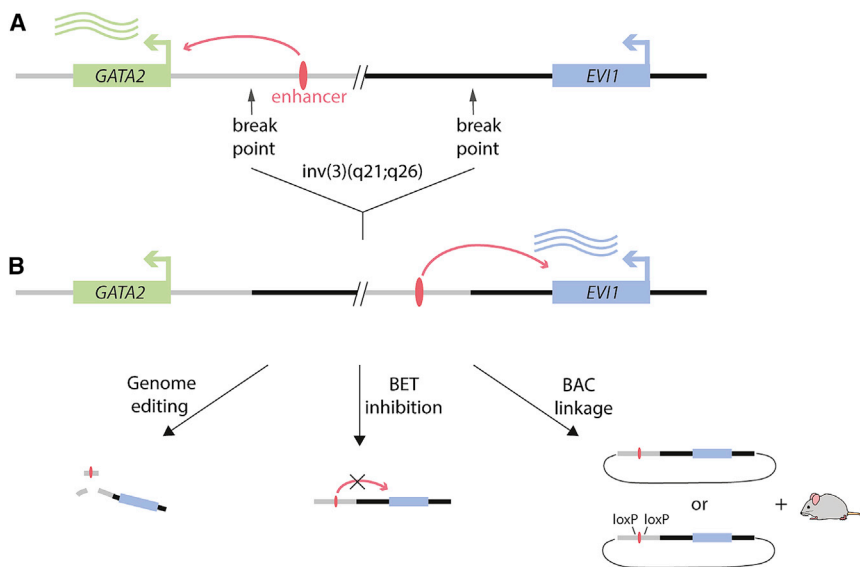 A
GATA2
enhancer
EVI1
break
point
break
point
inv(3)(q21;q26)
B
GATA2
EVI1
Genome
editing
BET
inhibition
BAC
linkage
or
+
loxP loxP